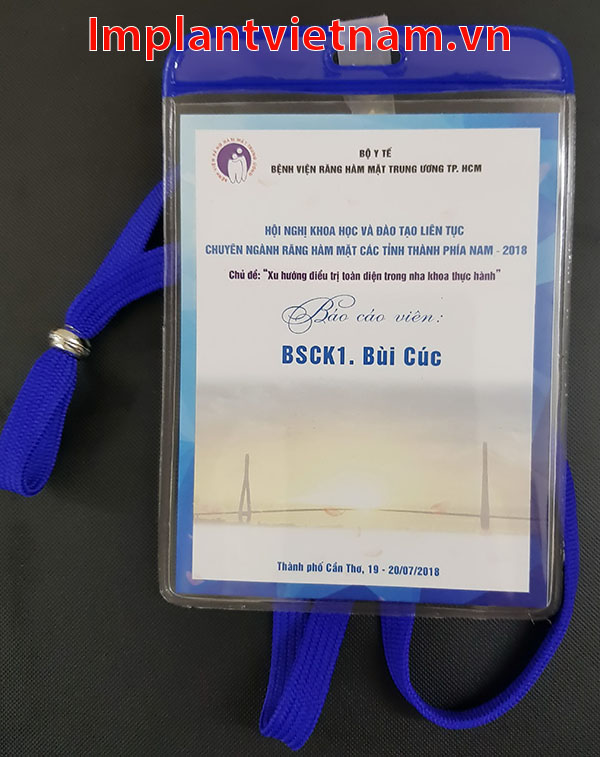 Implantvietnam.vn
BỘ Y TẾ
BỆNH VIỆN RĂNG HÀM MẶT TRUNG ƯƠNG TP. HCM
HỘI NGHỊ KHOA HỌC VÀ ĐÀO TẠO LIÊN TỤC
CHUYÊN NGÀNH RĂNG HÀM MẶT CÁC TỈNH THÀNH PHÍA NAM - 2018
Chủ đề: "Xu hướng điều trị toàn diện trong nha khoa thực hành"
Báo cáo viên:
BSCK1. Bùi Cúc
Thành phố Cần Thơ, 19 - 20/07/2018